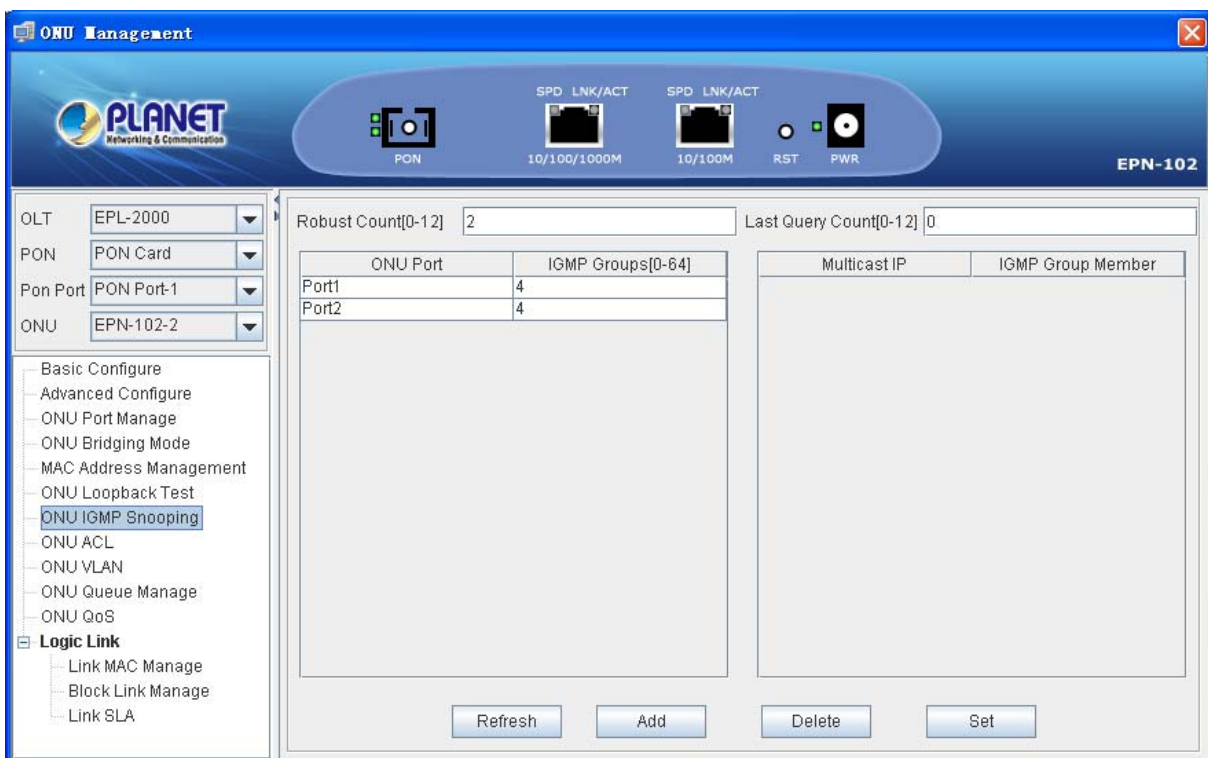 ONU Management
PLANET
Networking & Communication
SPD LNK/ACT SPD LNK/ACT
PON 10/100/1000M 10/100M RST PWR
EPN-102
OLT EPL-2000
PON PON Card
Pon Port PON Port-1
ONU EPN-102-2
Basic Configure
Advanced Configure
ONU Port Manage
ONU Bridging Mode
MAC Address Management
ONU Loopback Test
ONU IGMP Snooping
ONU ACL
ONU VLAN
ONU Queue Manage
ONU QoS
Logic Link
Link MAC Manage
Block Link Manage
Link SLA
Robust Count[0-12] 2 Last Query Count[0-12] 0
ONU Port IGMP Groups[0-64] Multicast IP IGMP Group Member
Port1 4
Port2 4
Refresh Add Delete Set